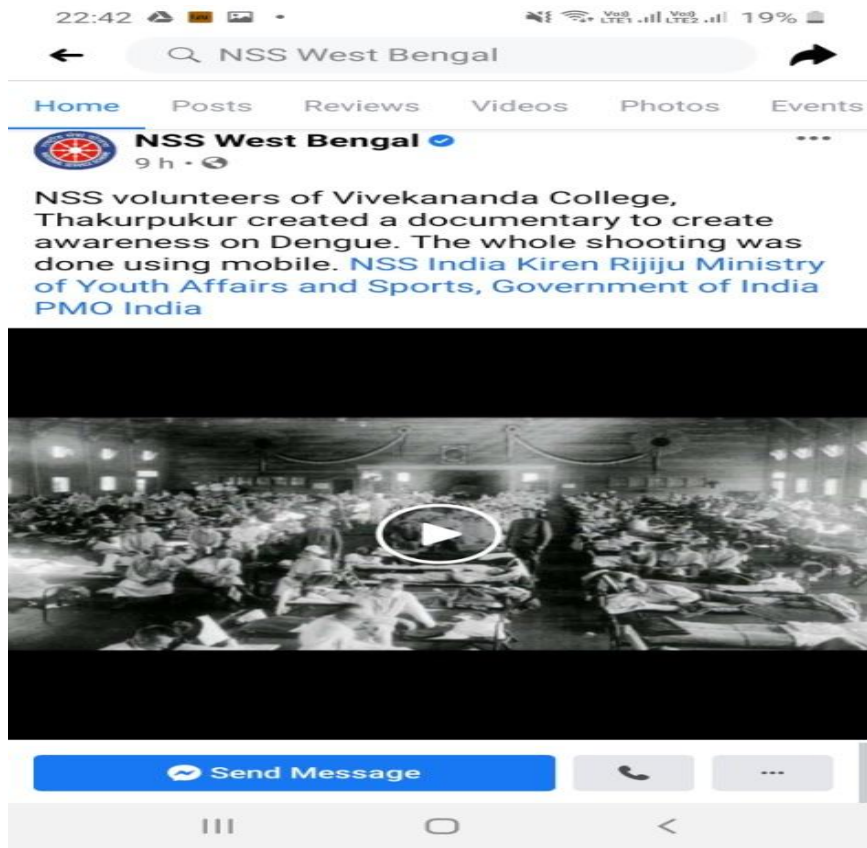 22:42
19%
NSS West Bengal
Home Posts Reviews Videos Photos Events
NSS West Bengal
9 h
NSS volunteers of Vivekananda College,
Thakurpukur created a documentary to create
awareness on Dengue. The whole shooting was
done using mobile. NSS India Kiren Rijiju Ministry
of Youth Affairs and Sports, Government of India
PMO India
Send Message